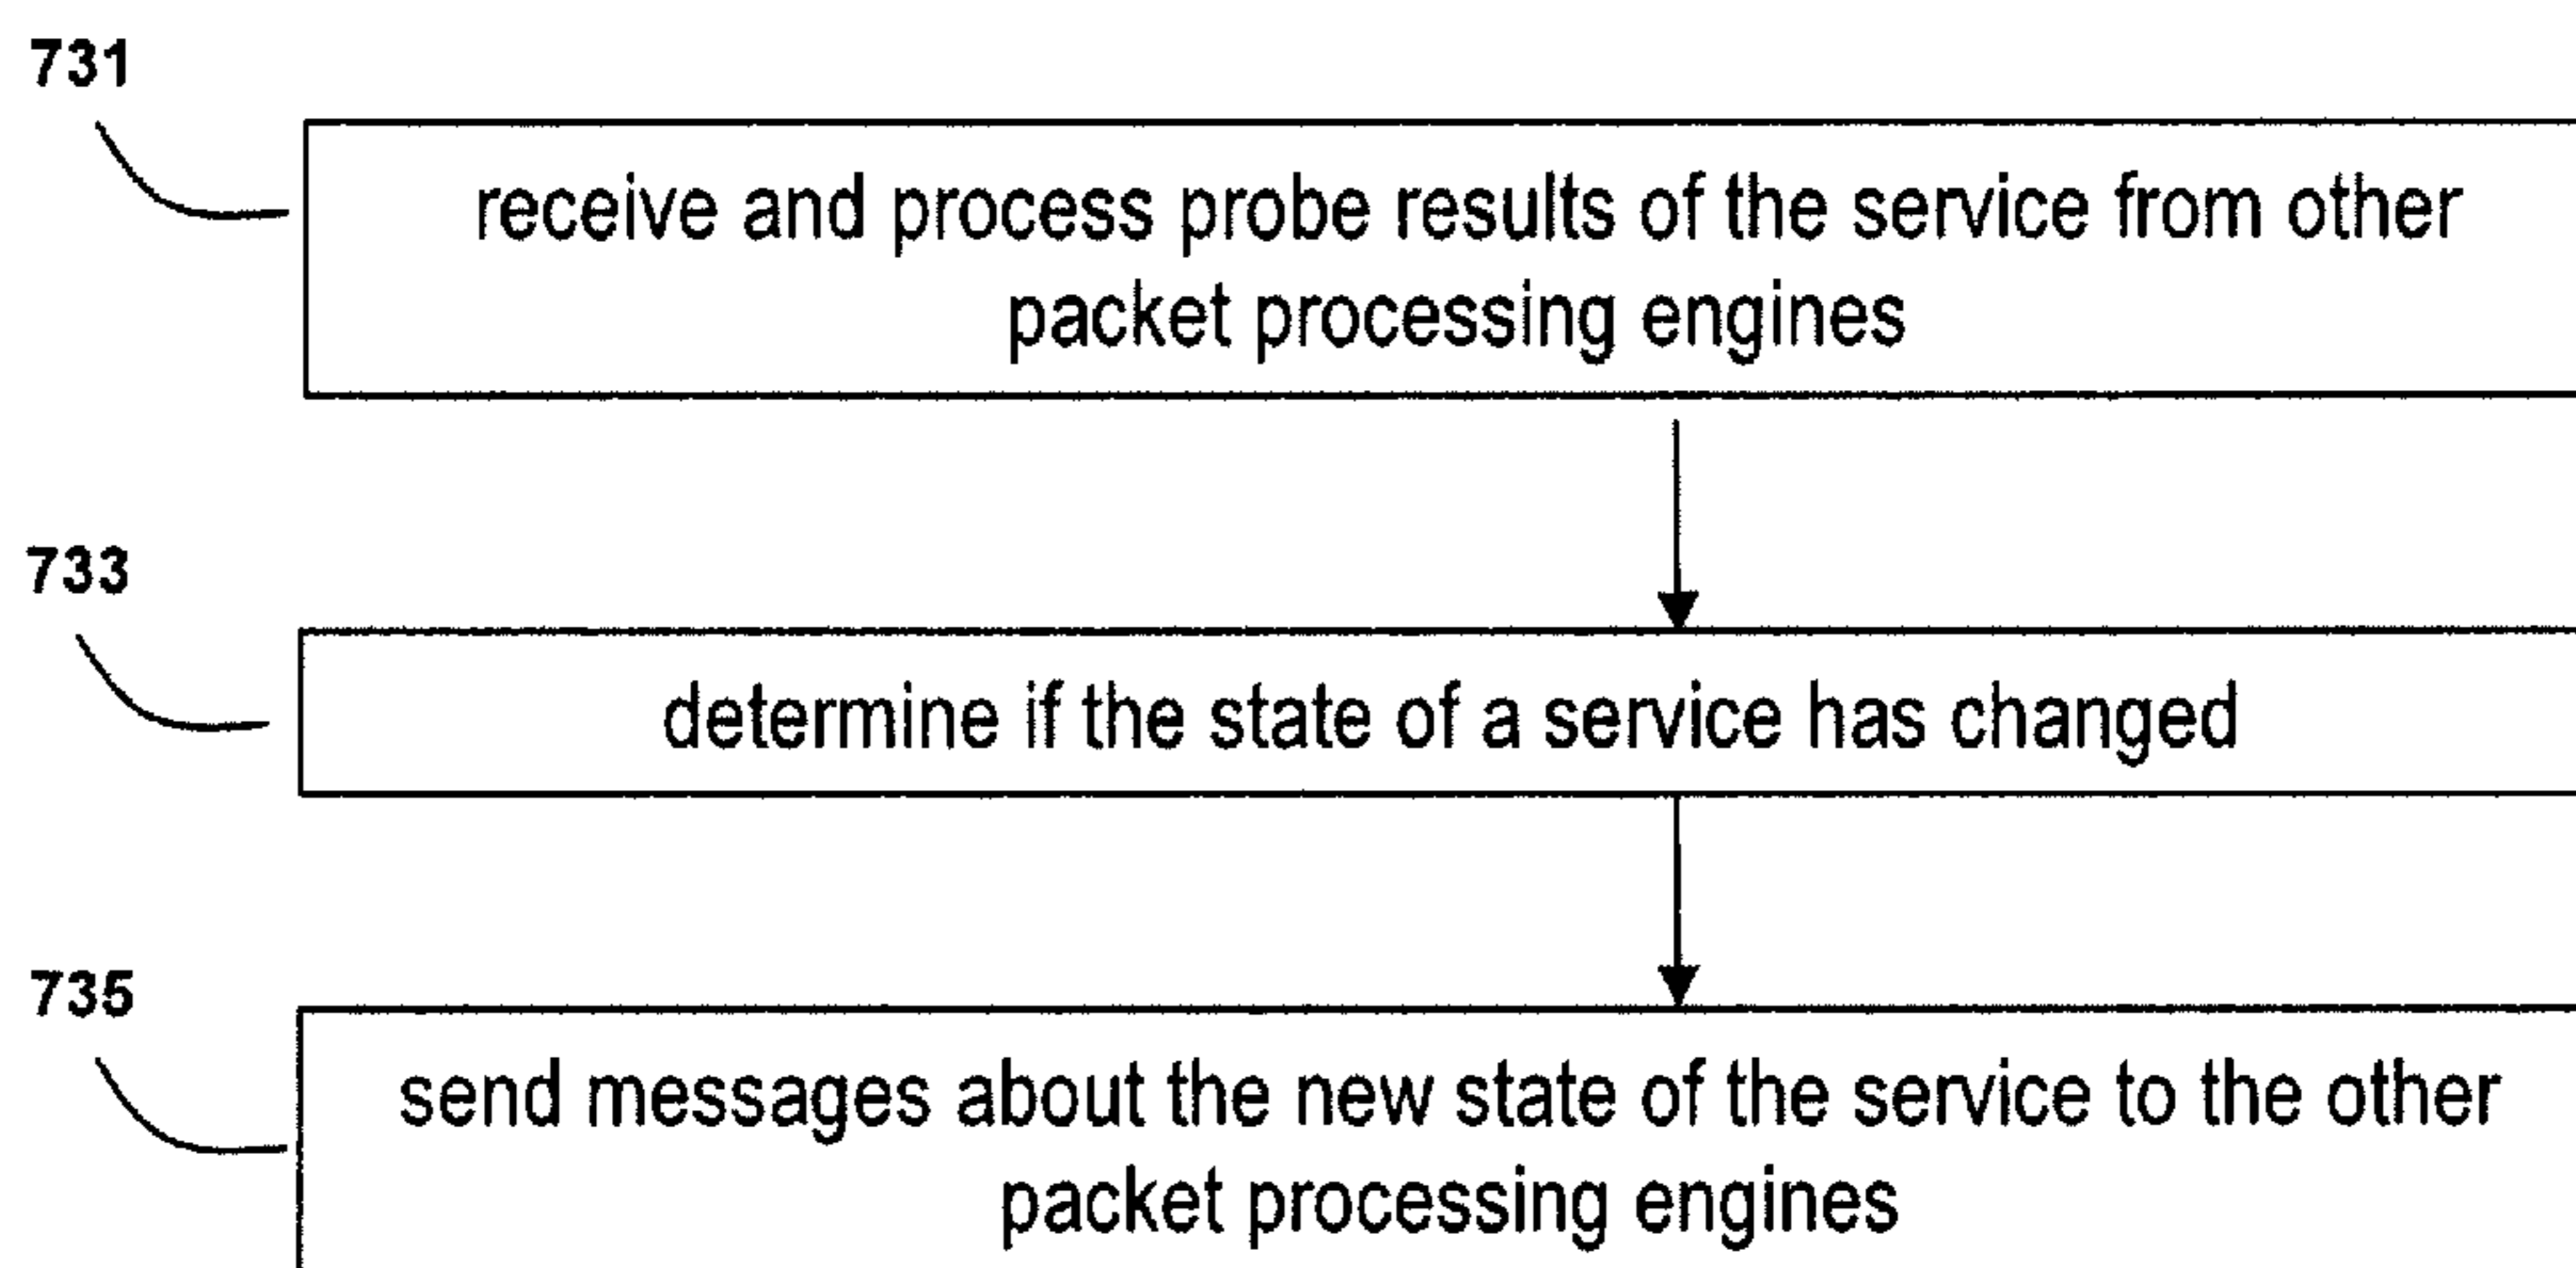 731
receive and process probe results of the service from other
packet processing engines
733
determine if the state of a service has changed
735
send messages about the new state of the service to the other
packet processing engines